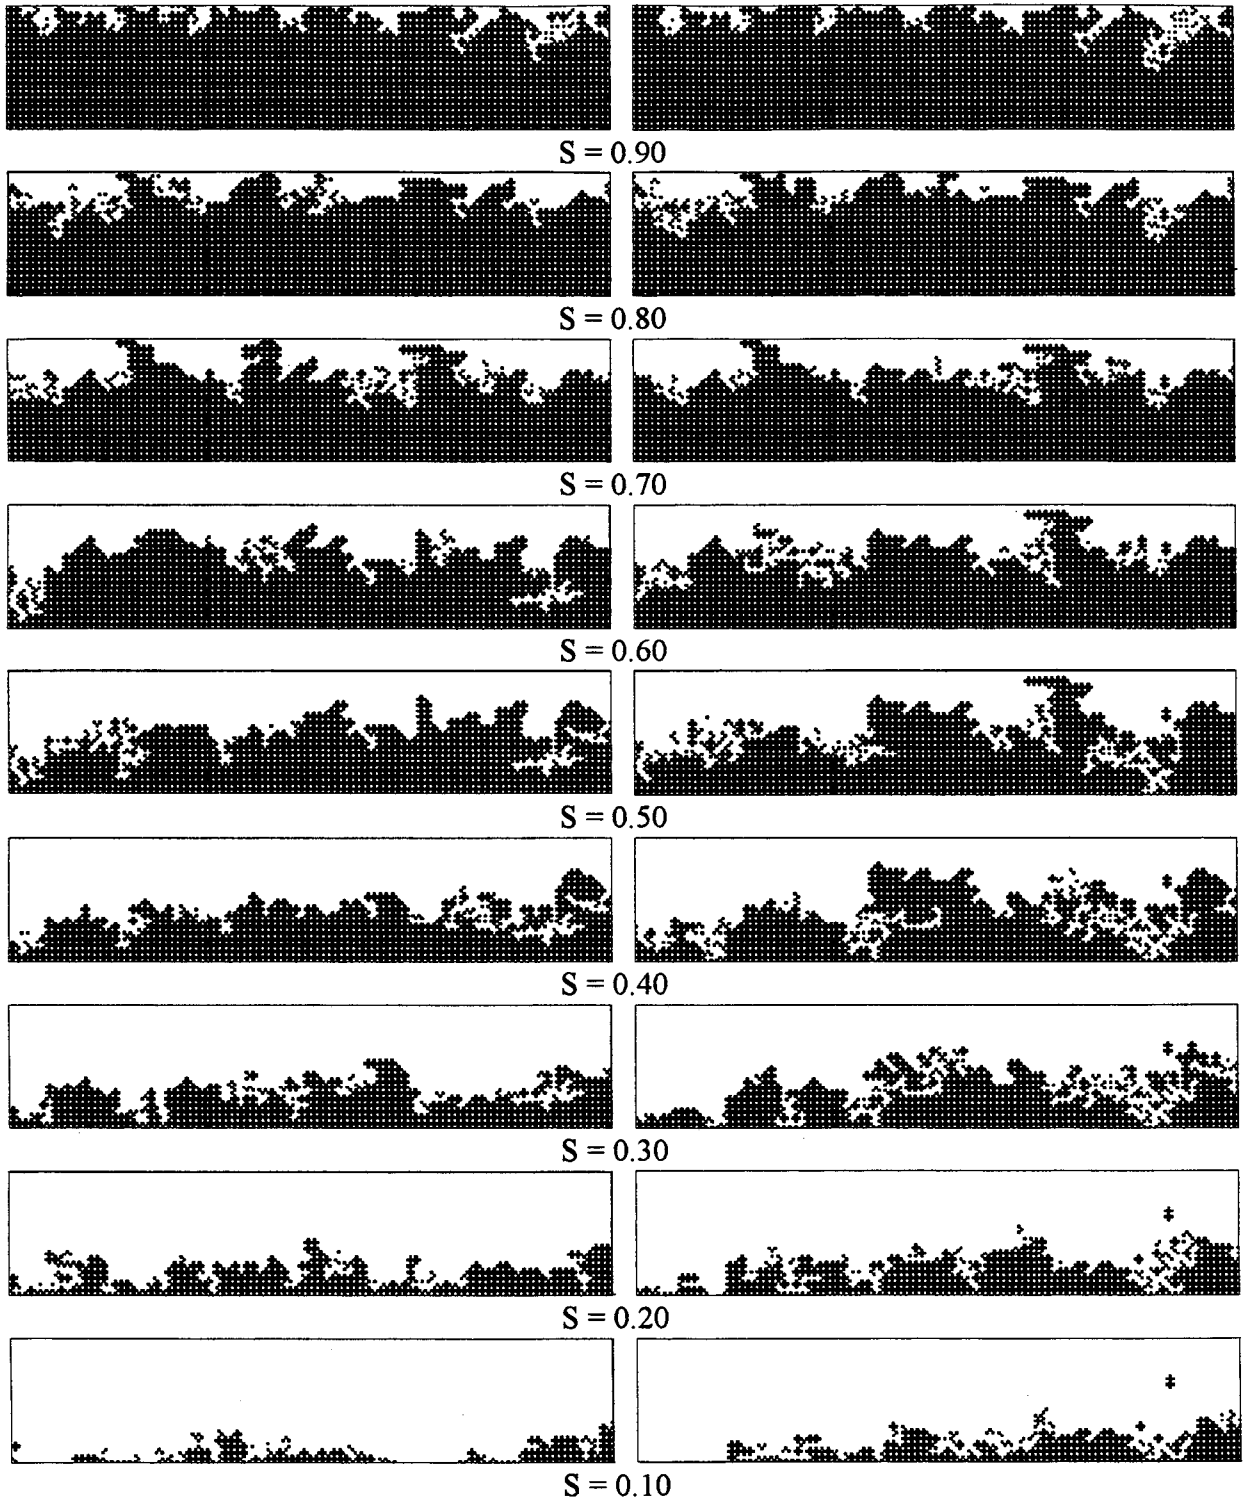 S = 0.90
S = 0.80
S = 0.70
S = 0.60
S = 0.50
S = 0.40
S = 0.30
S = 0.20
S = 0.10